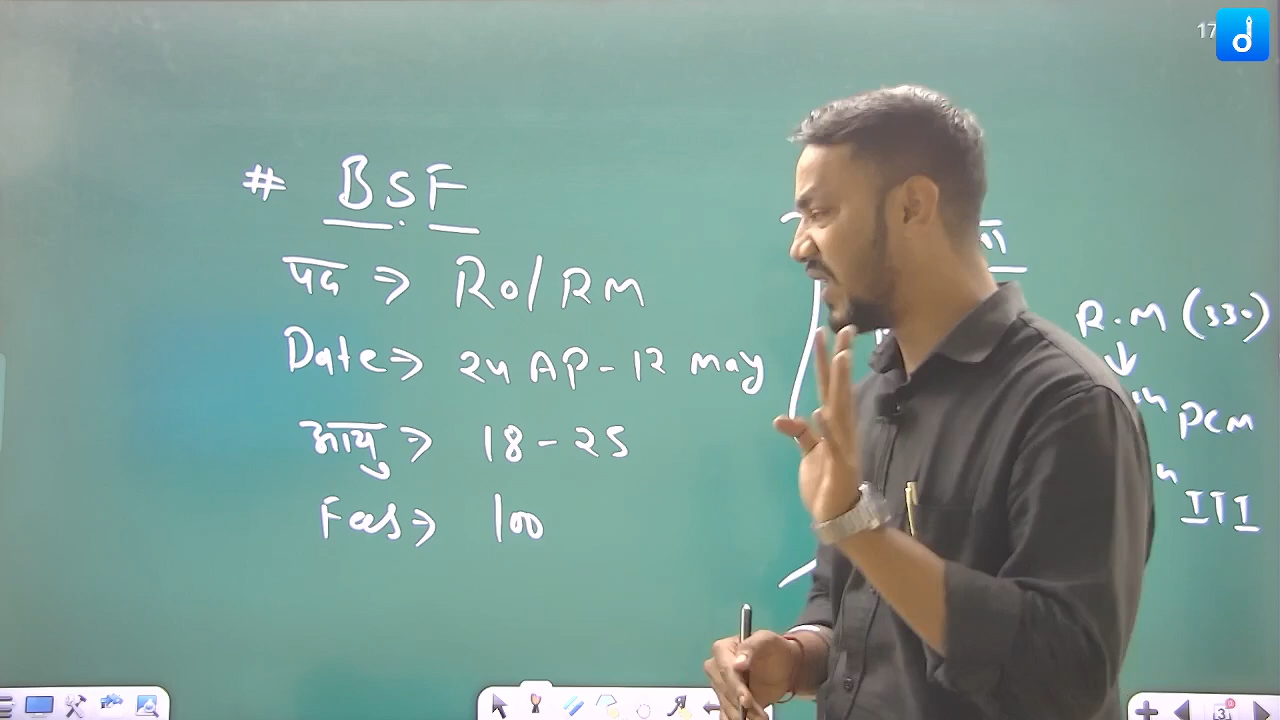 # BSF
पद → RO/RM
Date → 24 AP - 12 May
आयु → 18 - 25
Fees → 100
R.M (330)
PCM
ITI
17